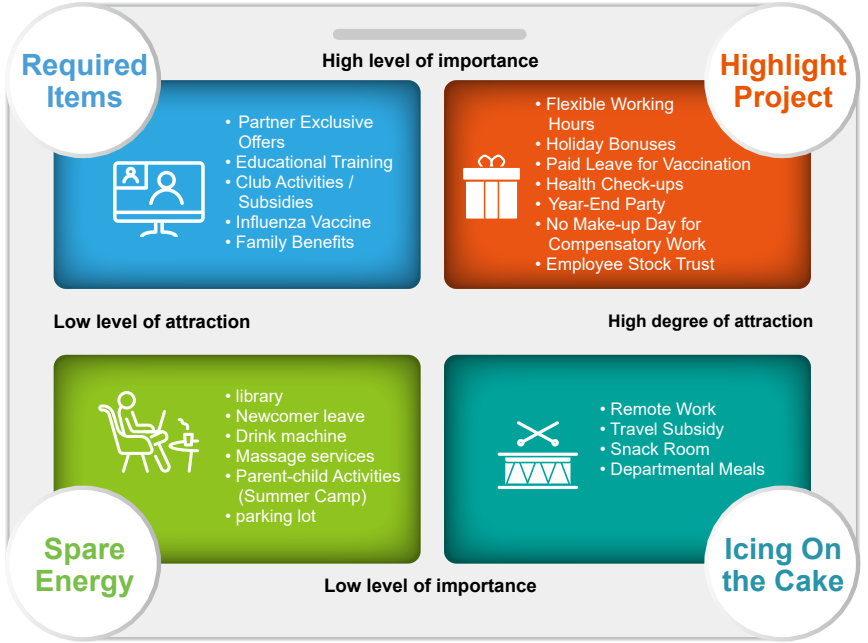 Required
Items
High level of importance
Highlight
Project
• Partner Exclusive
Offers
• Educational Training
• Club Activities /
Subsidies
• Influenza Vaccine
• Family Benefits
• Flexible Working
Hours
• Holiday Bonuses
• Paid Leave for Vaccination
• Health Check-ups
• Year-End Party
• No Make-up Day for
Compensatory Work
• Employee Stock Trust
Low level of attraction
High degree of attraction
• library
• Newcomer leave
• Drink machine
• Massage services
• Parent-child Activities
(Summer Camp)
• parking lot
• Remote Work
• Travel Subsidy
• Snack Room
• Departmental Meals
Spare
Energy
Low level of importance
Icing On
the Cake